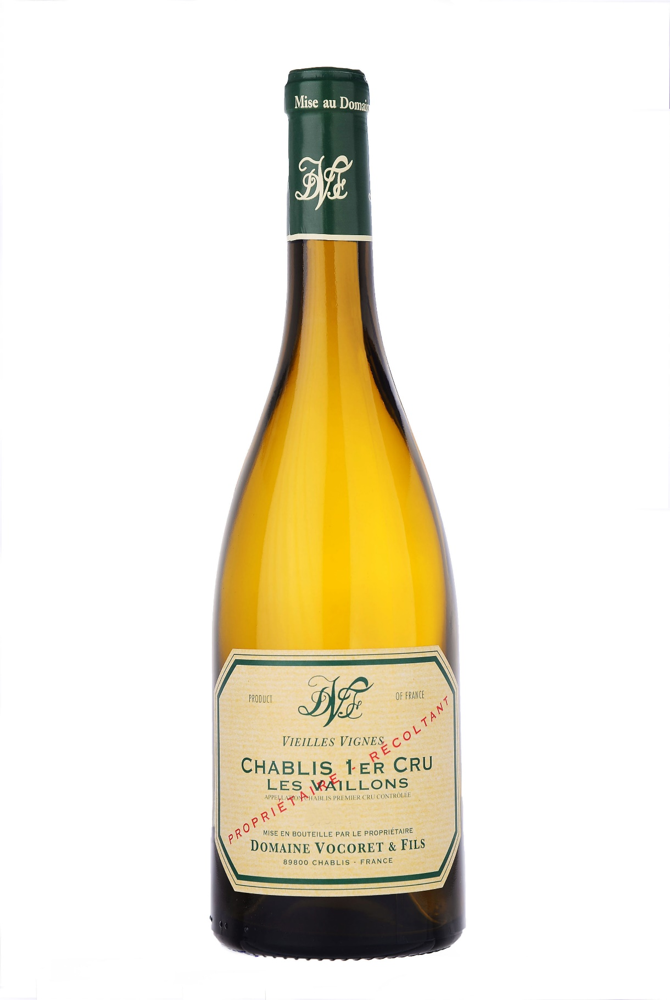 Mise au Domain
DVF
PRODUCT DVF OF FRANCE
VIEILLES VIGNES
CHABLIS 1ER CRU
LES VAILLONS
APPELLATION CHABLIS PREMIER CRU CONTRÔLÉE
PROPRIÉTAIRE - RÉCOLTANT
MISE EN BOUTEILLE PAR LE PROPRIÉTAIRE
DOMAINE VOCORET & FILS
89800 CHABLIS - FRANCE